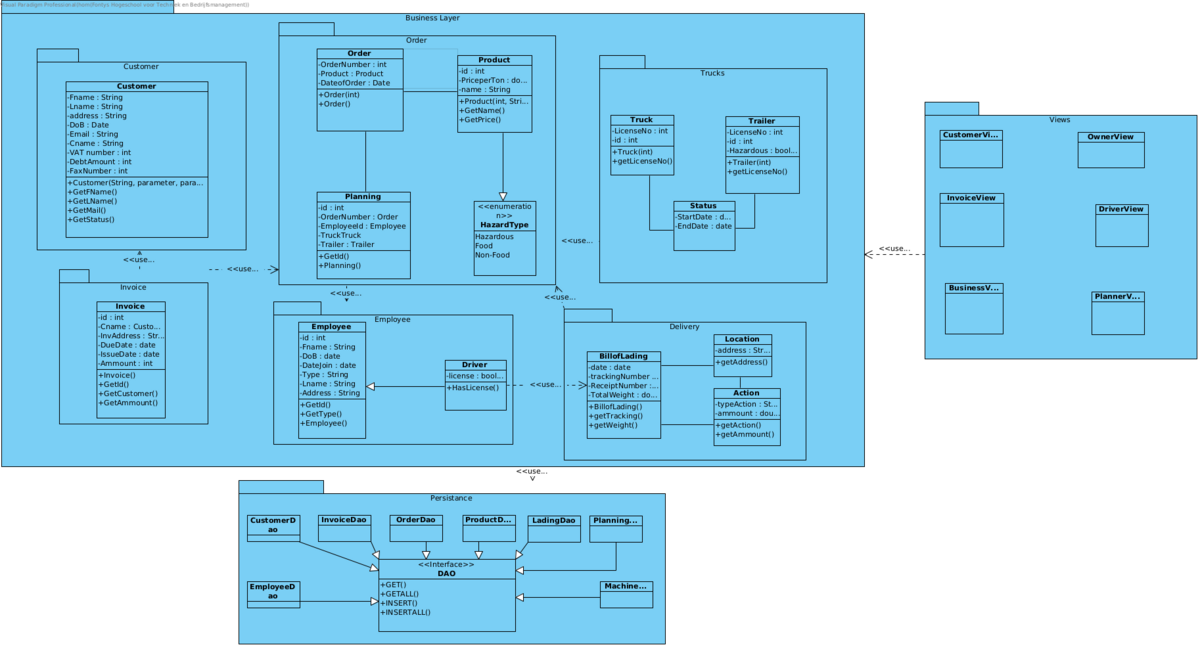 Visual Paradigm Professional(homl(Fontys Hogeschool voor Techniek en Bedrijfsmanagement))
Business Layer
Customer
Customer
-Fname : String
-Lname : String
-address : String
-DoB : Date
-Email : String
-Cname : String
-VAT number : int
-DebtAmount : int
-FaxNumber : int
+Customer(String, parameter, para...
+GetFName()
+GetLName()
+GetMail()
+GetStatus()
<<use...
<<use...
Invoice
Invoice
-id : int
-Cname : Custo...
-InvAddress : Str...
-DueDate : date
-IssueDate : date
-Ammount : int
+Invoice()
+GetId()
+GetCustomer()
+GetAmmount()
Order
Order
-OrderNumber : int
-Product : Product
-DateofOrder : Date
+Order(int)
+Order()
Product
-id : int
-PriceperTon : do...
-name : String
+Product(int, Stri...
+GetName()
+GetPrice()
Planning
-id : int
-OrderNumber : Order
-EmployeeId : Employee
-TruckTruck
-Trailer : Trailer
+GetId()
+Planning()
<<enumeratio
n>>
HazardType
Hazardous
Food
Non-Food
<<use...
<<use...
<<use...
Trucks
Truck
-LicenseNo : int
-id : int
+Truck(int)
+getLicenseNo()
Trailer
-LicenseNo : int
-id : int
-Hazardous : bool...
+Trailer(int)
+getLicenseNo()
Status
-StartDate : d...
-EndDate : date
Employee
Employee
-id : int
-Fname : String
-DoB : date
-DateJoin : date
-Type : String
-Lname : String
-Address : String
+GetId()
+GetType()
+Employee()
Driver
-license : bool...
+HasLicense()
<<use...
Delivery
BillofLading
-date : date
-trackingNumber ...
-ReceiptNumber :...
-TotalWeight : do...
+BillofLading()
+getTracking()
+getWeight()
Location
-address : Str...
+getAddress()
Action
-typeAction : St...
-ammount : dou...
+getAction()
+getAmmount()
<<use...
Views
CustomerVi...
OwnerView
InvoiceView
DriverView
BusinessV...
PlannerV...
<<use...
Persistance
CustomerD
ao
InvoiceDao
OrderDao
ProductD...
LadingDao
Planning...
<<Interface>>
DAO
+GET()
+GETALL()
+INSERT()
+INSERTALL()
EmployeeD
ao
Machine...